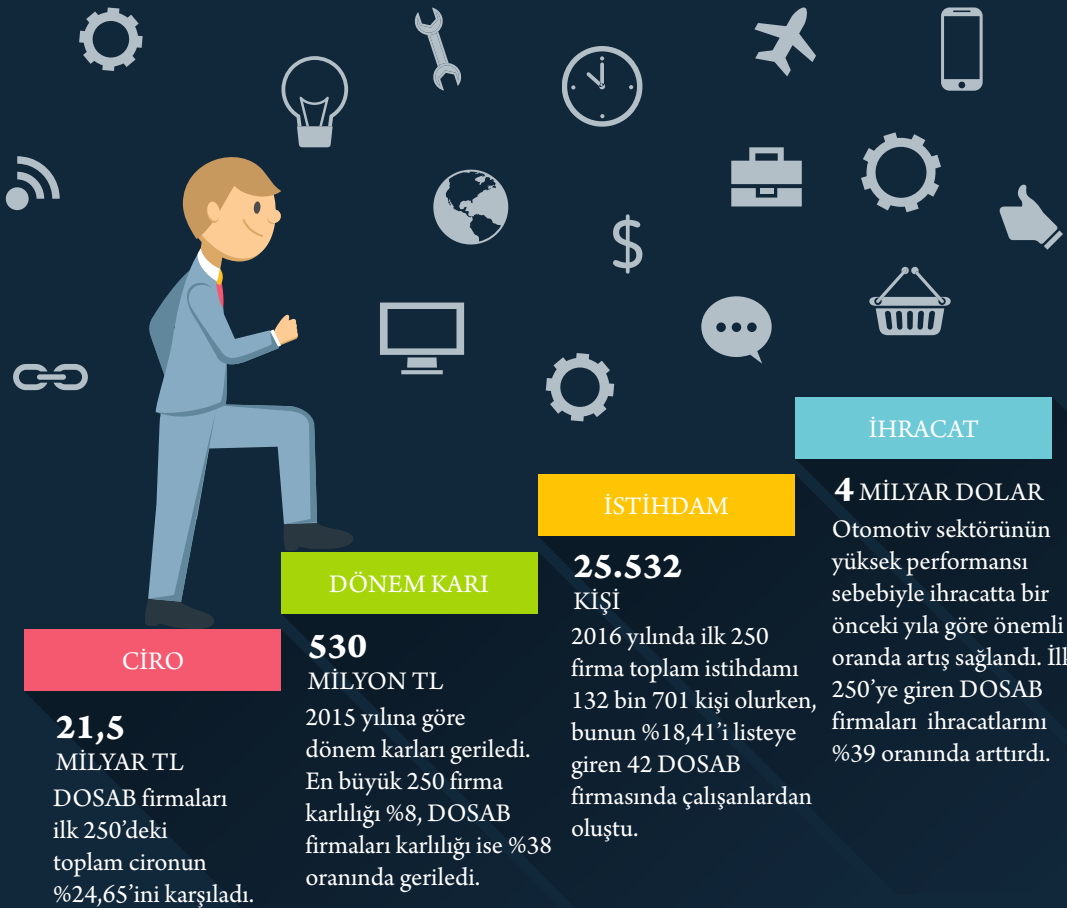 CİRO
21,5
MİLYAR TL
DOSAB firmaları
ilk 250’deki
toplam cironun
%24,65’ini karşıladı.
DÖNEM KARI
530
MİLYON TL
2015 yılına göre
dönem karları geriledi.
En büyük 250 firma
karlılığı %8, DOSAB
firmaları karlılığı ise %38
oranında geriledi.
İSTİHDAM
25.532
KİŞİ
2016 yılında ilk 250
firma toplam istihdamı
132 bin 701 kişi olurken,
bunun %18,41’i listeye
giren 42 DOSAB
firmasında çalışanlardan
oluştu.
İHRACAT
4 MİLYAR DOLAR
Otomotiv sektörünün
yüksek performansı
sebebiyle ihracatta bir
önceki yıla göre önemli
oranda artış sağlandı. İlk
250’ye giren DOSAB
firmaları ihracatlarını
%39 oranında arttırdı.
$